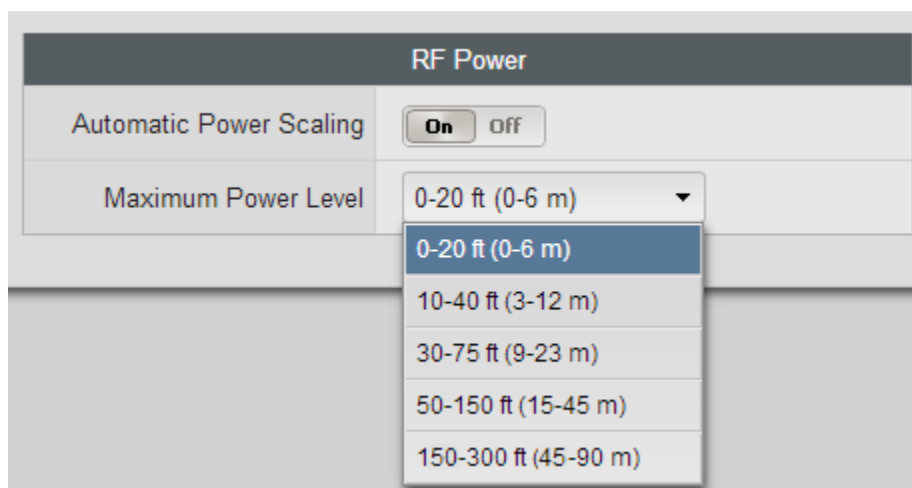 RF Power
Automatic Power Scaling On Off
Maximum Power Level 0-20 ft (0-6 m)
0-20 ft (0-6 m)
10-40 ft (3-12 m)
30-75 ft (9-23 m)
50-150 ft (15-45 m)
150-300 ft (45-90 m)